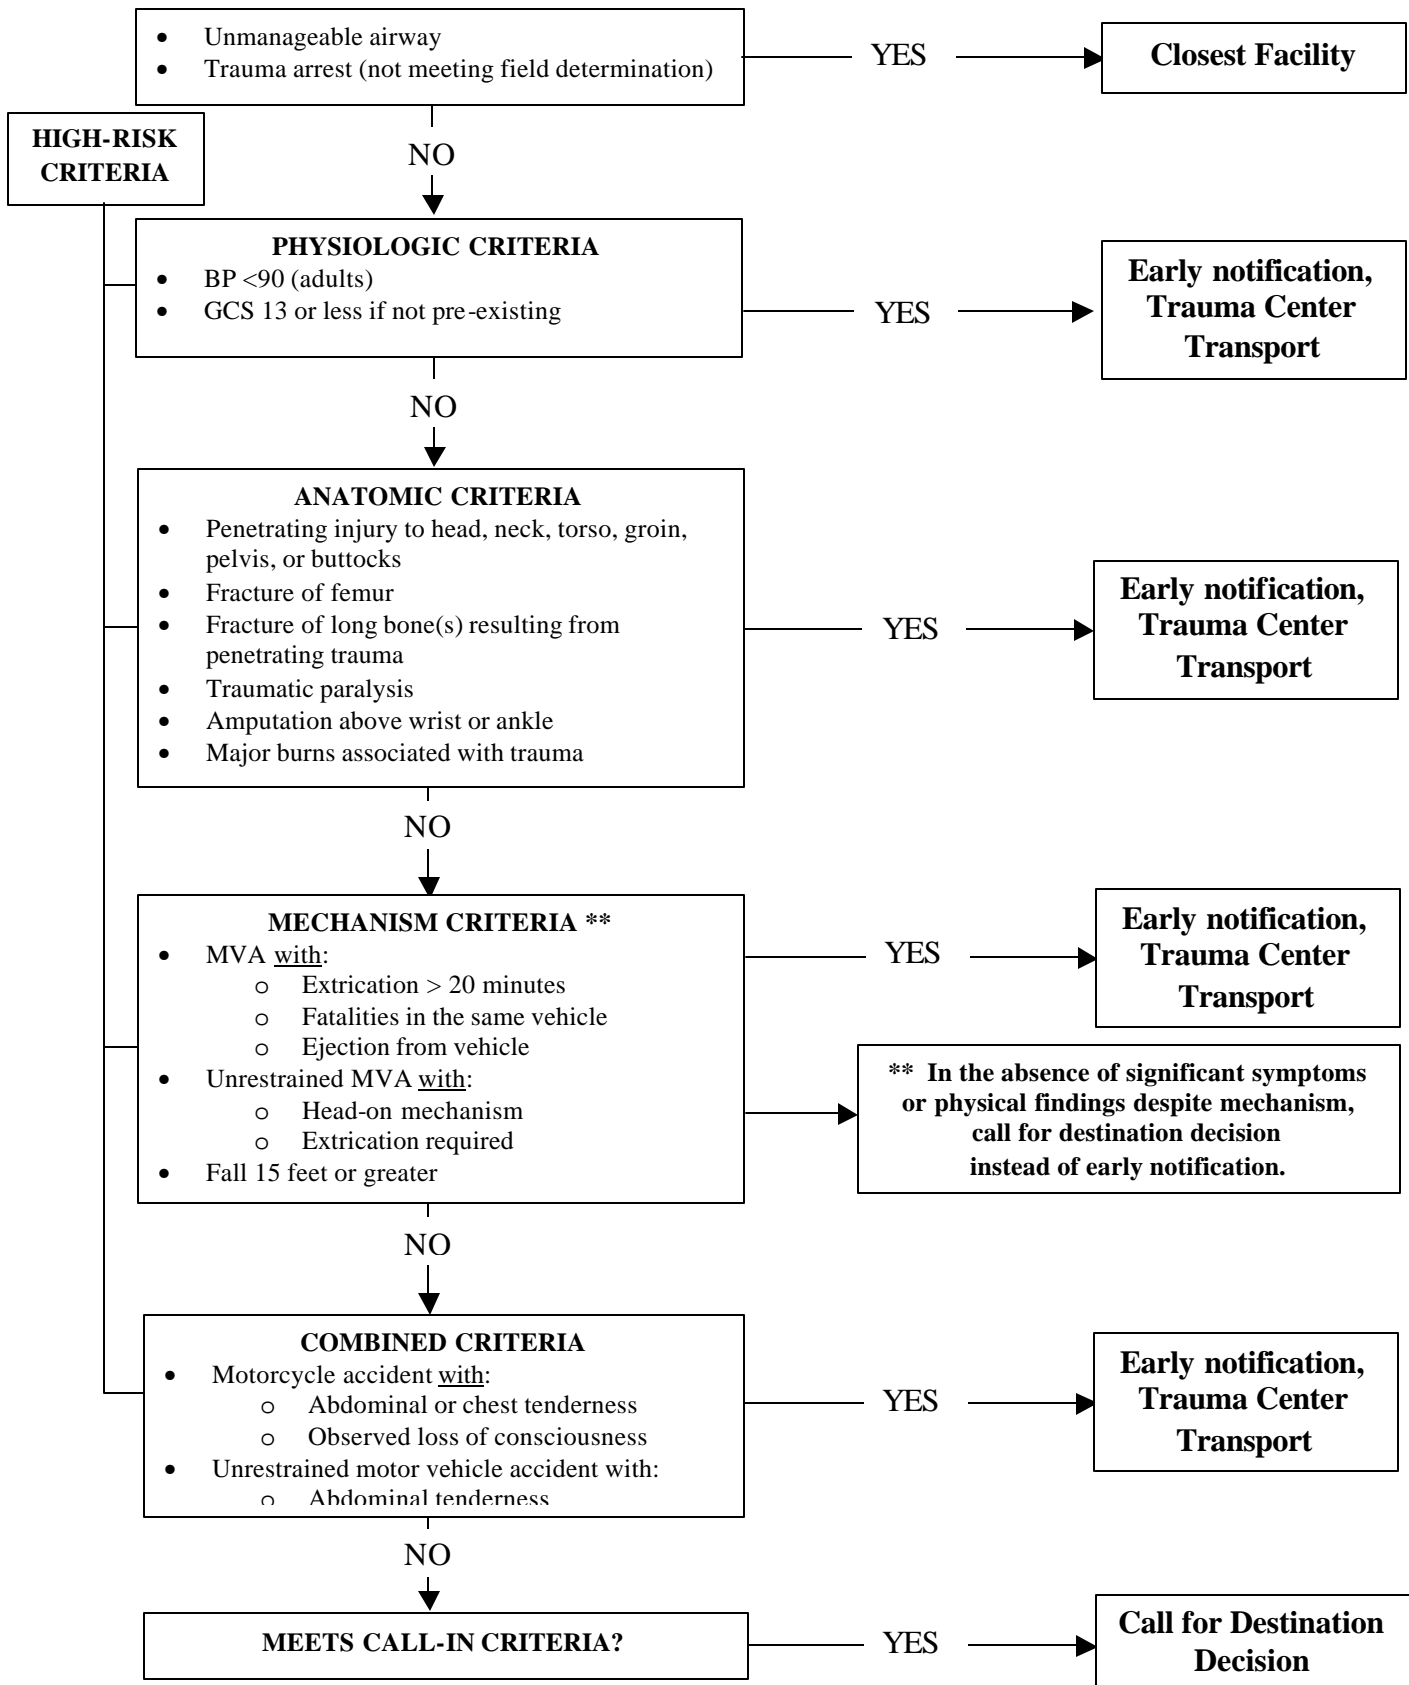 • Unmanageable airway
• Trauma arrest (not meeting field determination)
YES
Closest Facility
HIGH-RISK
CRITERIA
NO
PHYSIOLOGIC CRITERIA
• BP <90 (adults)
• GCS 13 or less if not pre-existing
YES
Early notification,
Trauma Center
Transport
NO
ANATOMIC CRITERIA
• Penetrating injury to head, neck, torso, groin,
pelvis, or buttocks
• Fracture of femur
• Fracture of long bone(s) resulting from
penetrating trauma
• Traumatic paralysis
• Amputation above wrist or ankle
• Major burns associated with trauma
YES
Early notification,
Trauma Center
Transport
NO
MECHANISM CRITERIA **
• MVA with:
o Extrication > 20 minutes
o Fatalities in the same vehicle
o Ejection from vehicle
• Unrestrained MVA with:
o Head-on mechanism
o Extrication required
• Fall 15 feet or greater
YES
Early notification,
Trauma Center
Transport
** In the absence of significant symptoms
or physical findings despite mechanism,
call for destination decision
instead of early notification.
NO
COMBINED CRITERIA
• Motorcycle accident with:
o Abdominal or chest tenderness
o Observed loss of consciousness
• Unrestrained motor vehicle accident with:
o Abdominal tenderness
YES
Early notification,
Trauma Center
Transport
NO
MEETS CALL-IN CRITERIA?
YES
Call for Destination
Decision